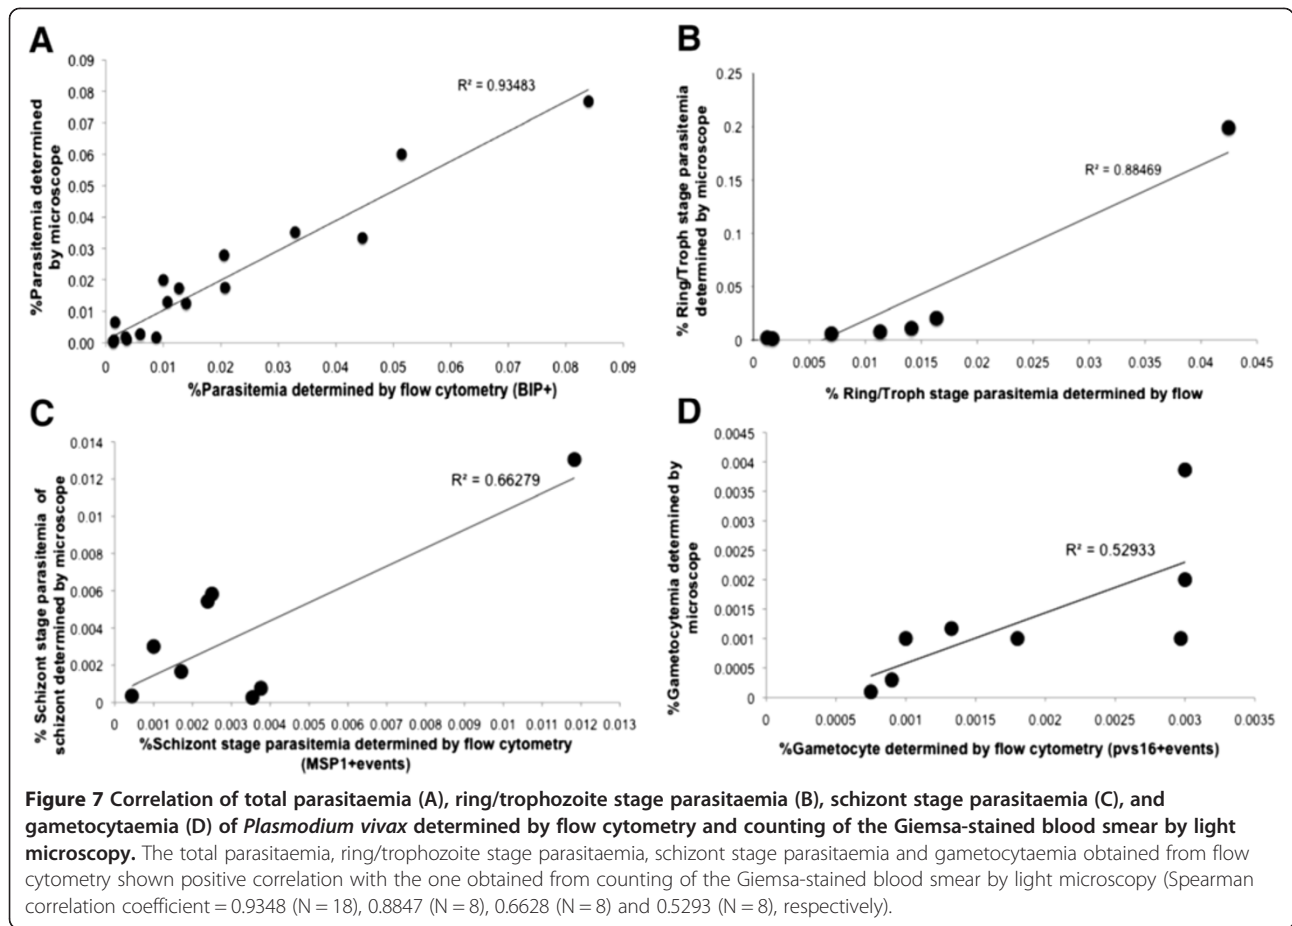 A
%Parasitemia determined
by microscope
0.09
0.08
0.07
0.06
0.05
0.04
0.03
0.02
0.01
0.00
R² = 0.93483
0 0.01 0.02 0.03 0.04 0.05 0.06 0.07 0.08 0.09
%Parasitemia determined by flow cytometry (BIP+)
B
% Ring/Troph stage parasitemia
determined by microscope
0.25
0.2
0.15
0.1
0.05
0
R² = 0.88469
0 0.005 0.01 0.015 0.02 0.025 0.03 0.035 0.04 0.045
% Ring/Troph stage parasitemia determined by flow
C
% Schizont stage parasitemia of
schizont determined by microscope
0.014
0.012
0.01
0.008
0.006
0.004
0.002
0
R² = 0.66279
0 0.001 0.002 0.003 0.004 0.005 0.006 0.007 0.008 0.009 0.01 0.011 0.012 0.013
%Schizont stage parasitemia determined by flow cytometry
(MSP1+events)
D
%Gametocytemia determined by
microscope
0.0045
0.004
0.0035
0.003
0.0025
0.002
0.0015
0.001
0.0005
0
R² = 0.52933
0 0.0005 0.001 0.0015 0.002 0.0025 0.003 0.0035
%Gametocyte determined by flow cytometry (pvs16+events)
Figure 7 Correlation of total parasitaemia (A), ring/trophozoite stage parasitaemia (B), schizont stage parasitaemia (C), and
gametocytaemia (D) of Plasmodium vivax determined by flow cytometry and counting of the Giemsa-stained blood smear by light
microscopy. The total parasitaemia, ring/trophozoite stage parasitaemia, schizont stage parasitaemia and gametocytaemia obtained from flow
cytometry shown positive correlation with the one obtained from counting of the Giemsa-stained blood smear by light microscopy (Spearman
correlation coefficient = 0.9348 (N = 18), 0.8847 (N = 8), 0.6628 (N = 8) and 0.5293 (N = 8), respectively).